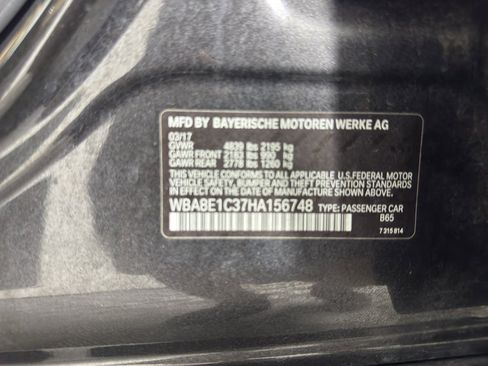 MFD BY BAYERISCHE MOTOREN WERKE AG
03/17
GVWR 4839 lbs 2195 kg
GAWR FRONT 2183 lbs 990 kg
GAWR REAR 2778 lbs 1260 kg
THIS VEHICLE CONFORMS TO ALL APPLICABLE U.S.FEDERAL MOTOR
VEHICLE SAFETY, BUMPER AND THEFT PREVENTION STANDARDS
IN EFFECT ON THE DATE OF MANUFACTURE SHOWN ABOVE.
WBA8E1C37HA156748 TYPE: PASSENGER CAR
B65
7 315 814